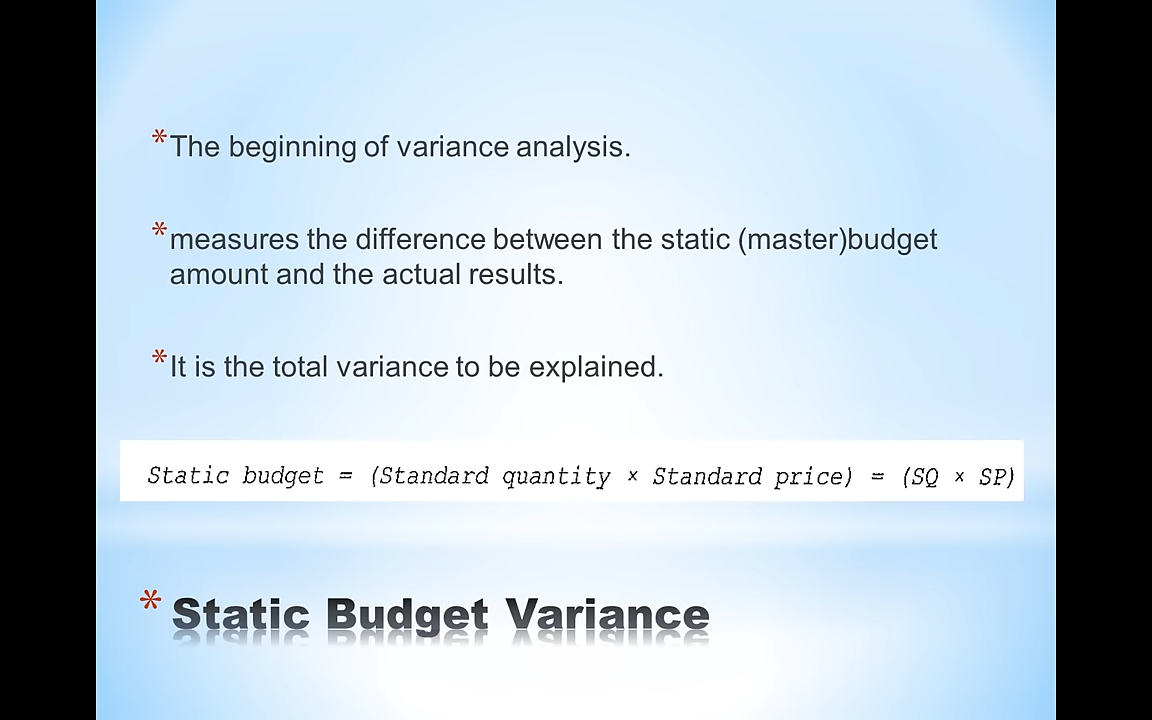 * The beginning of variance analysis.
* measures the difference between the static (master)budget
amount and the actual results.
* It is the total variance to be explained.
Static budget = (Standard quantity × Standard price) = (SQ × SP)
* Static Budget Variance